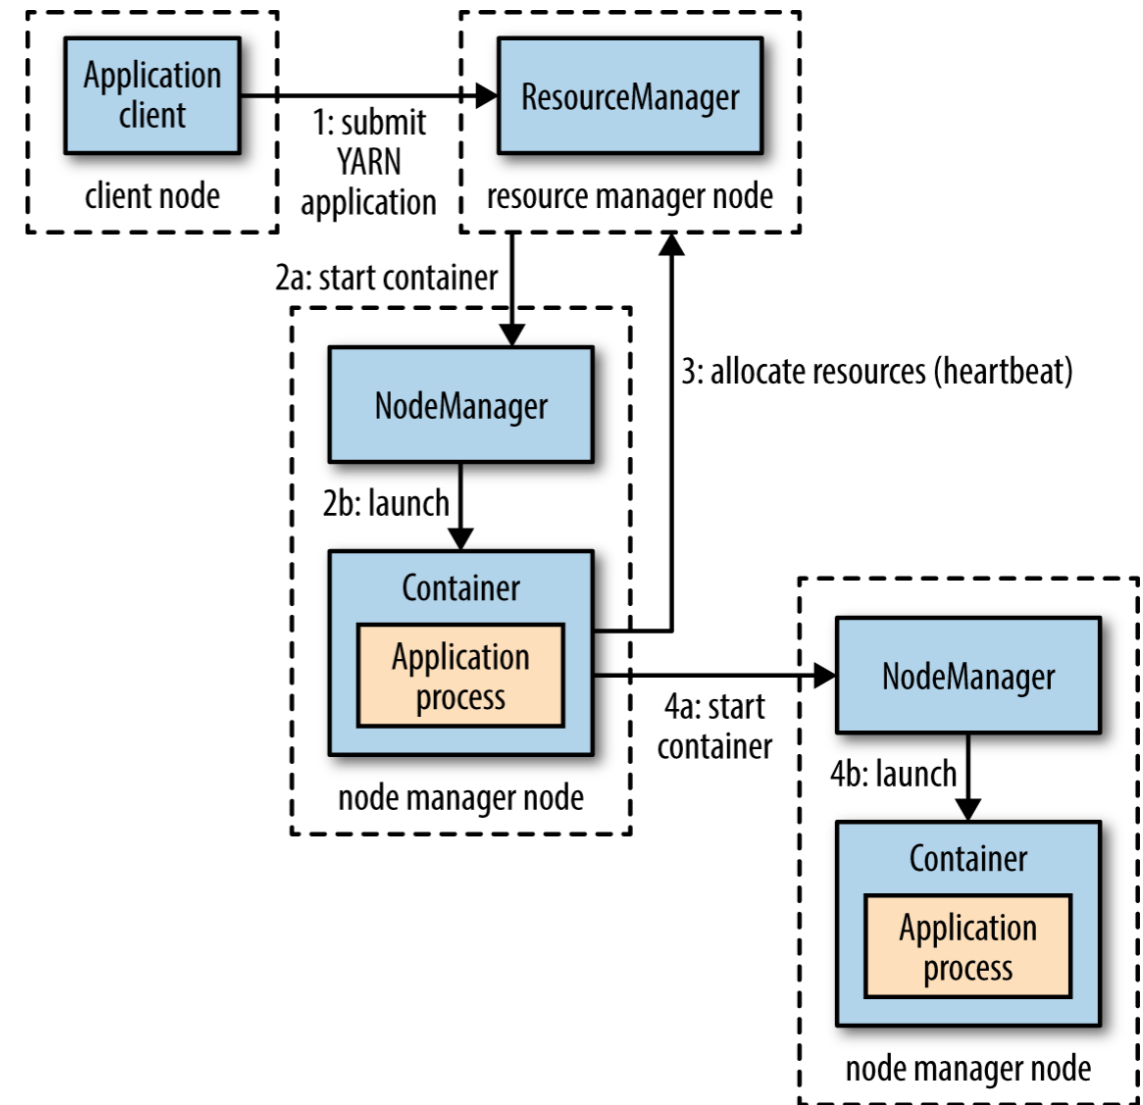 Application
client
client node
1: submit
YARN
application
ResourceManager
resource manager node
2a: start container
NodeManager
2b: launch
Container
Application
process
node manager node
3: allocate resources (heartbeat)
4a: start
container
NodeManager
4b: launch
Container
Application
process
node manager node